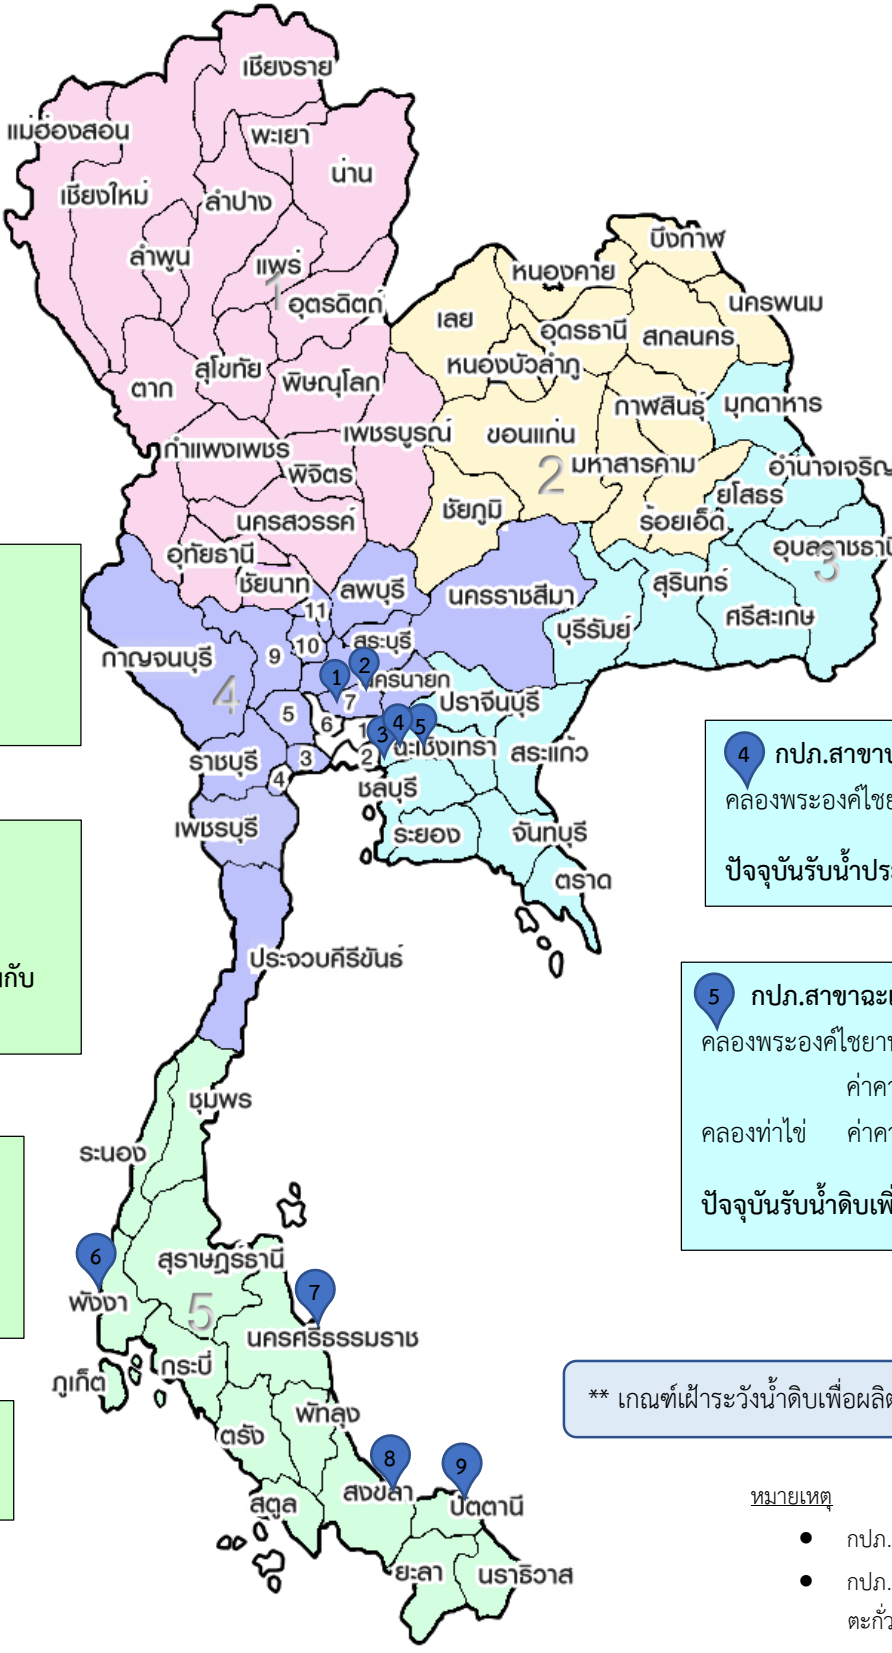 เชียงราย
แม่ฮ่องสอน
พะเยา
น่าน
เชียงใหม่
ลำปาง
ลำพูน
แพร่
1
อุตรดิตถ์
สุโขทัย
ตาก
พิษณุโลก
กำแพงเพชร
เพชรบูรณ์
พิจิตร
นครสวรรค์
อุทัยธานี
ชัยนาท
บึงกาฬ
หนองคาย
นครพนม
เลย
อุดรธานี
สกลนคร
หนองบัวลำภู
กาฬสินธุ์
มุกดาหาร
ขอนแก่น
2
มหาสารคาม
อำนาจเจริญ
ยโสธร
ชัยภูมิ
ร้อยเอ็ด
3
สุรินทร์
ศรีสะเกษ
บุรีรัมย์
นครราชสีมา
ลพบุรี
11
สระบุรี
10
9
กาญจนบุรี
4
1
2
นครนายก
7
ปราจีนบุรี
5
6
3
4
5
ฉะเชิงเทรา
สระแก้ว
ราชบุรี
3
2
4
ชลบุรี
เพชรบุรี
ระยอง
จันทบุรี
ตราด
ประจวบคีรีขันธ์
ชุมพร
ระนอง
สุราษฎร์ธานี
6
พังงา
5
7
นครศรีธรรมราช
กระบี่
ภูเก็ต
พัทลุง
ตรัง
8
9
สงขลา
ปัตตานี
สตูล
ยะลา
นราธิวาส
4 กปภ.สาขาบ
คลองพระองค์ไชย
ปัจจุบันรับน้ำประ
5 กปภ.สาขาฉะเ
คลองพระองค์ไชยา
ค่าคว
คลองท่าไข่ ค่าคว
ปัจจุบันรับน้ำดิบเพิ่
** เกณฑ์เฝ้าระวังน้ำดิบเพื่อผลิต
หมายเหตุ
● กปภ.
● กปภ.
ตะกั่ว